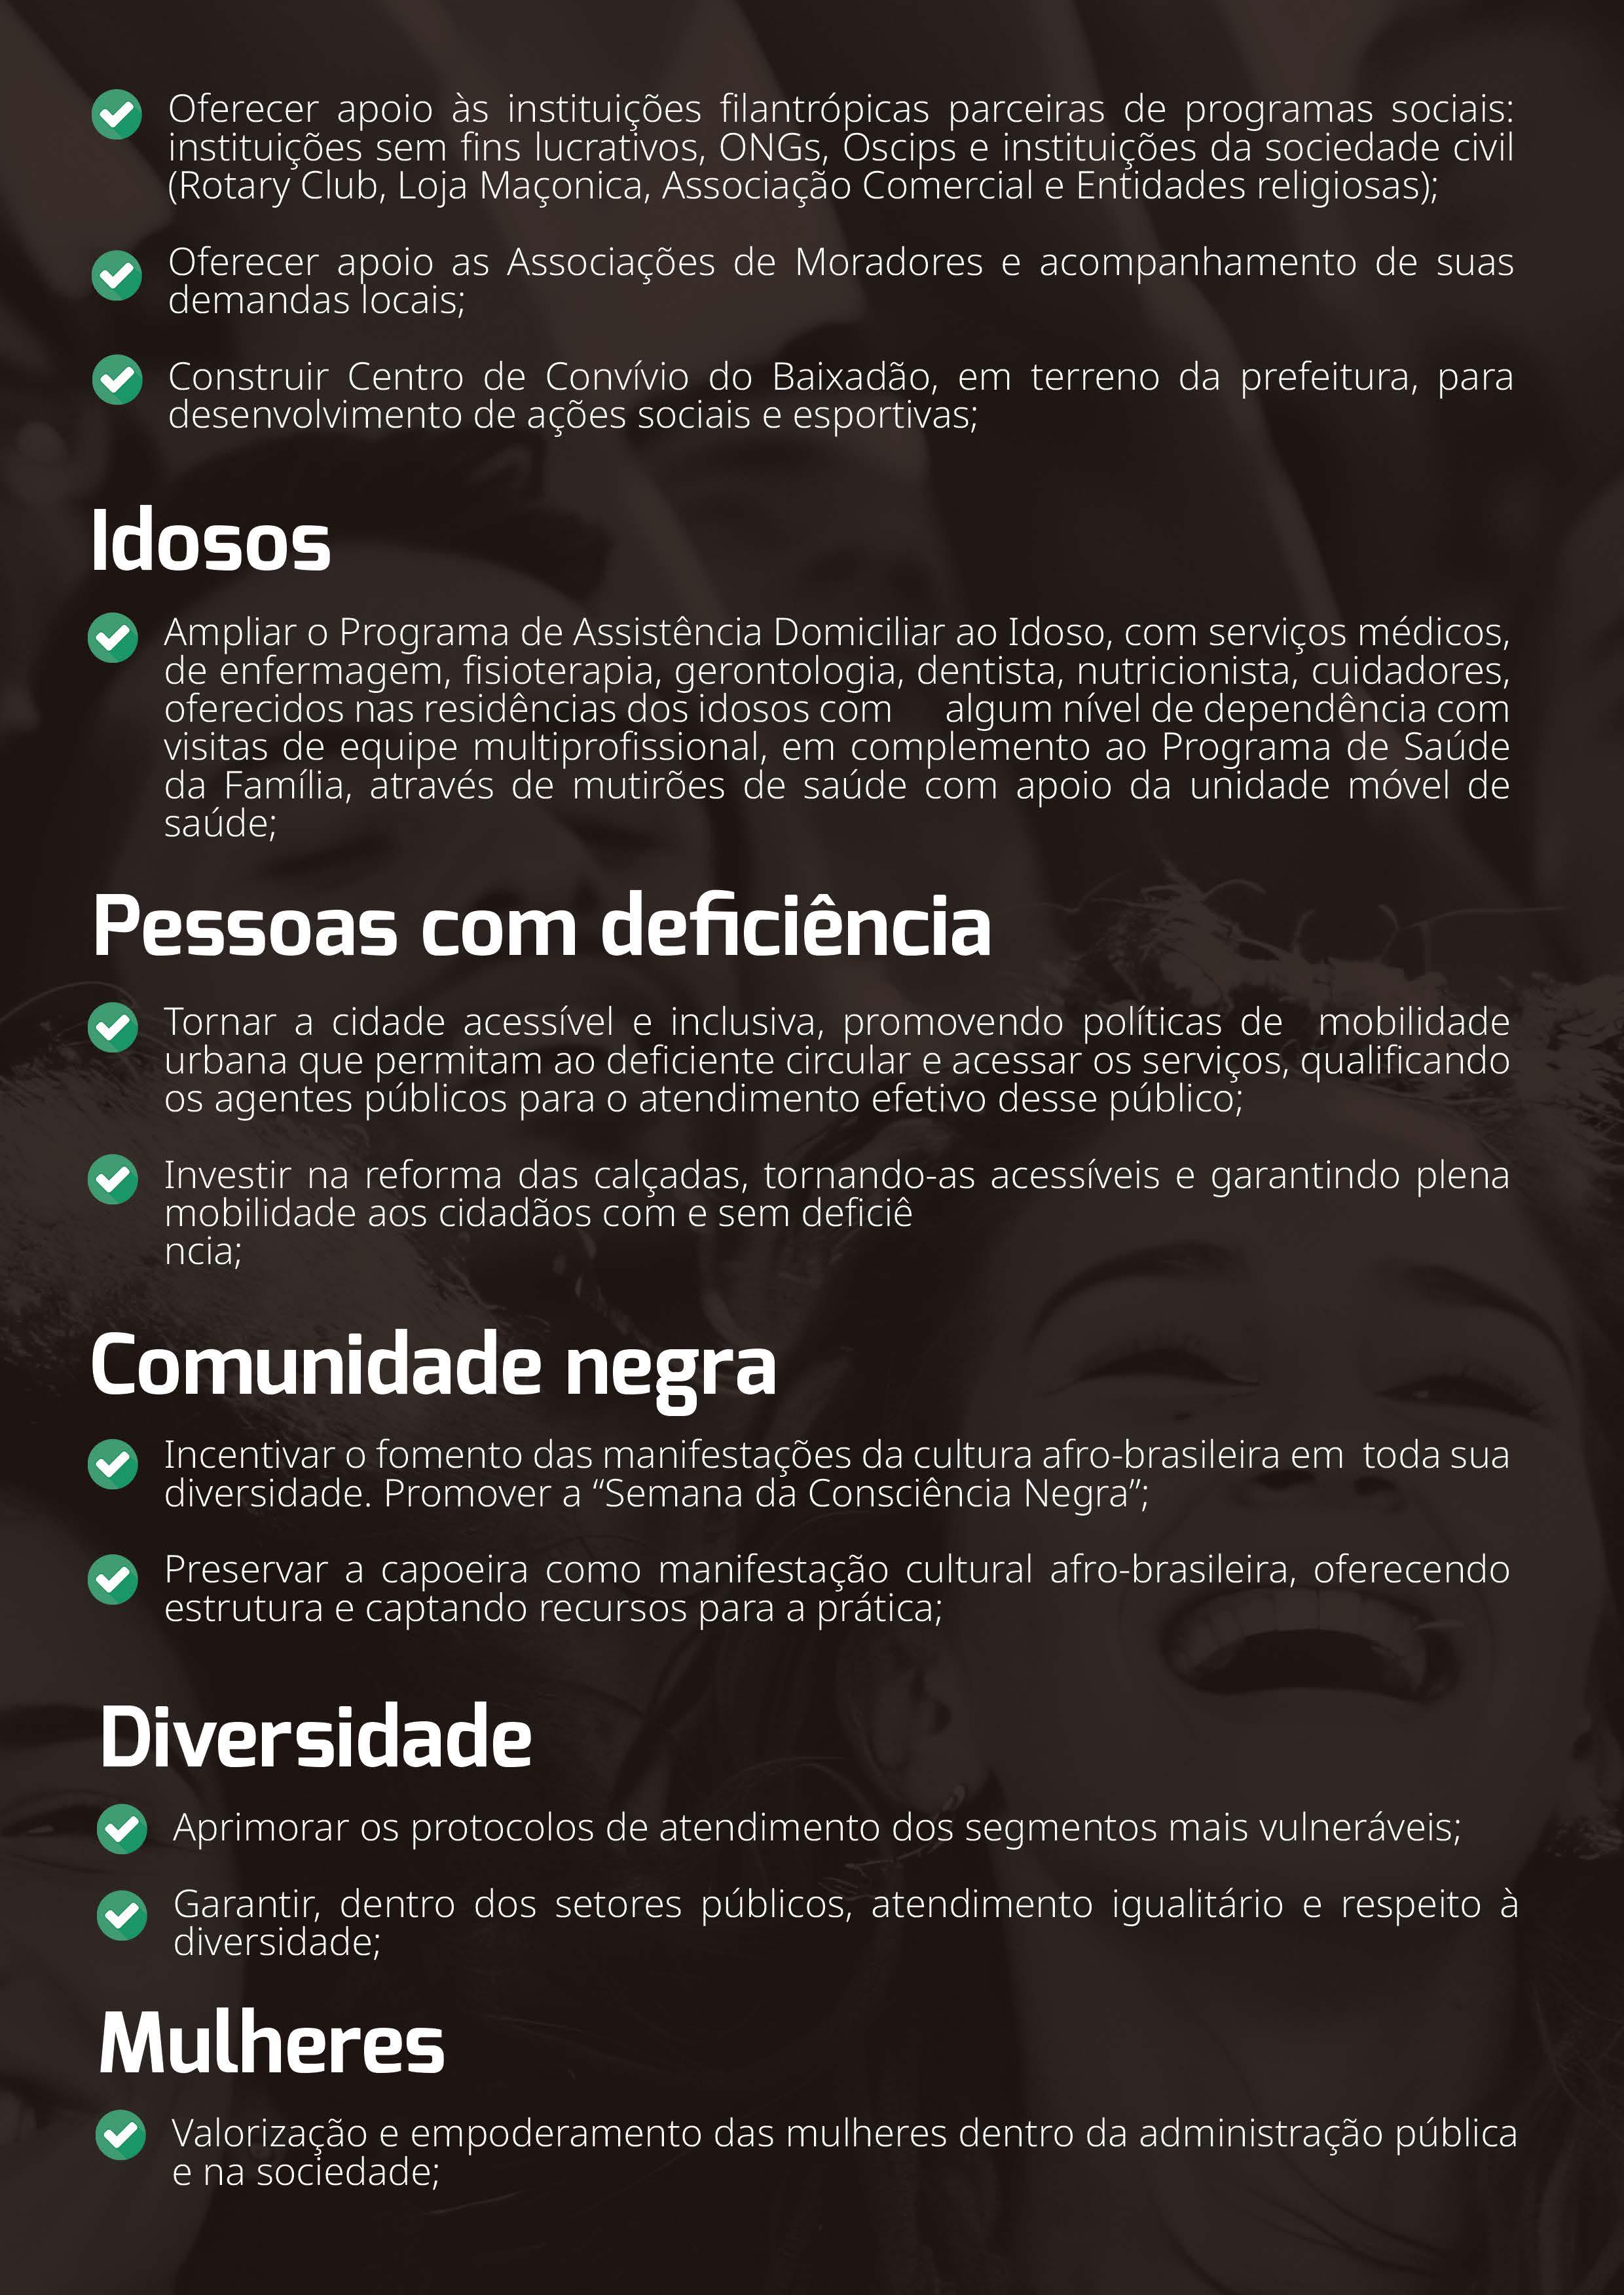 Oferecer apoio às instituições filantrópicas parceiras de programas sociais:
instituições sem fins lucrativos, ONGs, Oscips e instituições da sociedade civil
(Rotary Club, Loja Maçonica, Associação Comercial e Entidades religiosas);
Oferecer apoio as Associações de Moradores e acompanhamento de suas
demandas locais;
Construir Centro de Convívio do Baixadão, em terreno da prefeitura, para
desenvolvimento de ações sociais e esportivas;
Idosos
Ampliar o Programa de Assistência Domiciliar ao Idoso, com serviços médicos,
de enfermagem, fisioterapia, gerontologia, dentista, nutricionista, cuidadores,
oferecidos nas residências dos idosos com algum nível de dependência com
visitas de equipe multiprofissional, em complemento ao Programa de Saúde
da Família, através de mutirões de saúde com apoio da unidade móvel de
saúde;
Pessoas com deficiência
Tornar a cidade acessível e inclusiva, promovendo políticas de mobilidade
urbana que permitam ao deficiente circular e acessar os serviços, qualificando
os agentes públicos para o atendimento efetivo desse público;
Investir na reforma das calçadas, tornando-as acessíveis e garantindo plena
mobilidade aos cidadãos com e sem deficiê
ncia;
Comunidade negra
Incentivar o fomento das manifestações da cultura afro-brasileira em toda sua
diversidade. Promover a “Semana da Consciência Negra”;
Preservar a capoeira como manifestação cultural afro-brasileira, oferecendo
estrutura e captando recursos para a prática;
Diversidade
Aprimorar os protocolos de atendimento dos segmentos mais vulneráveis;
Garantir, dentro dos setores públicos, atendimento igualitário e respeito à
diversidade;
Mulheres
Valorização e empoderamento das mulheres dentro da administração pública
e na sociedade;